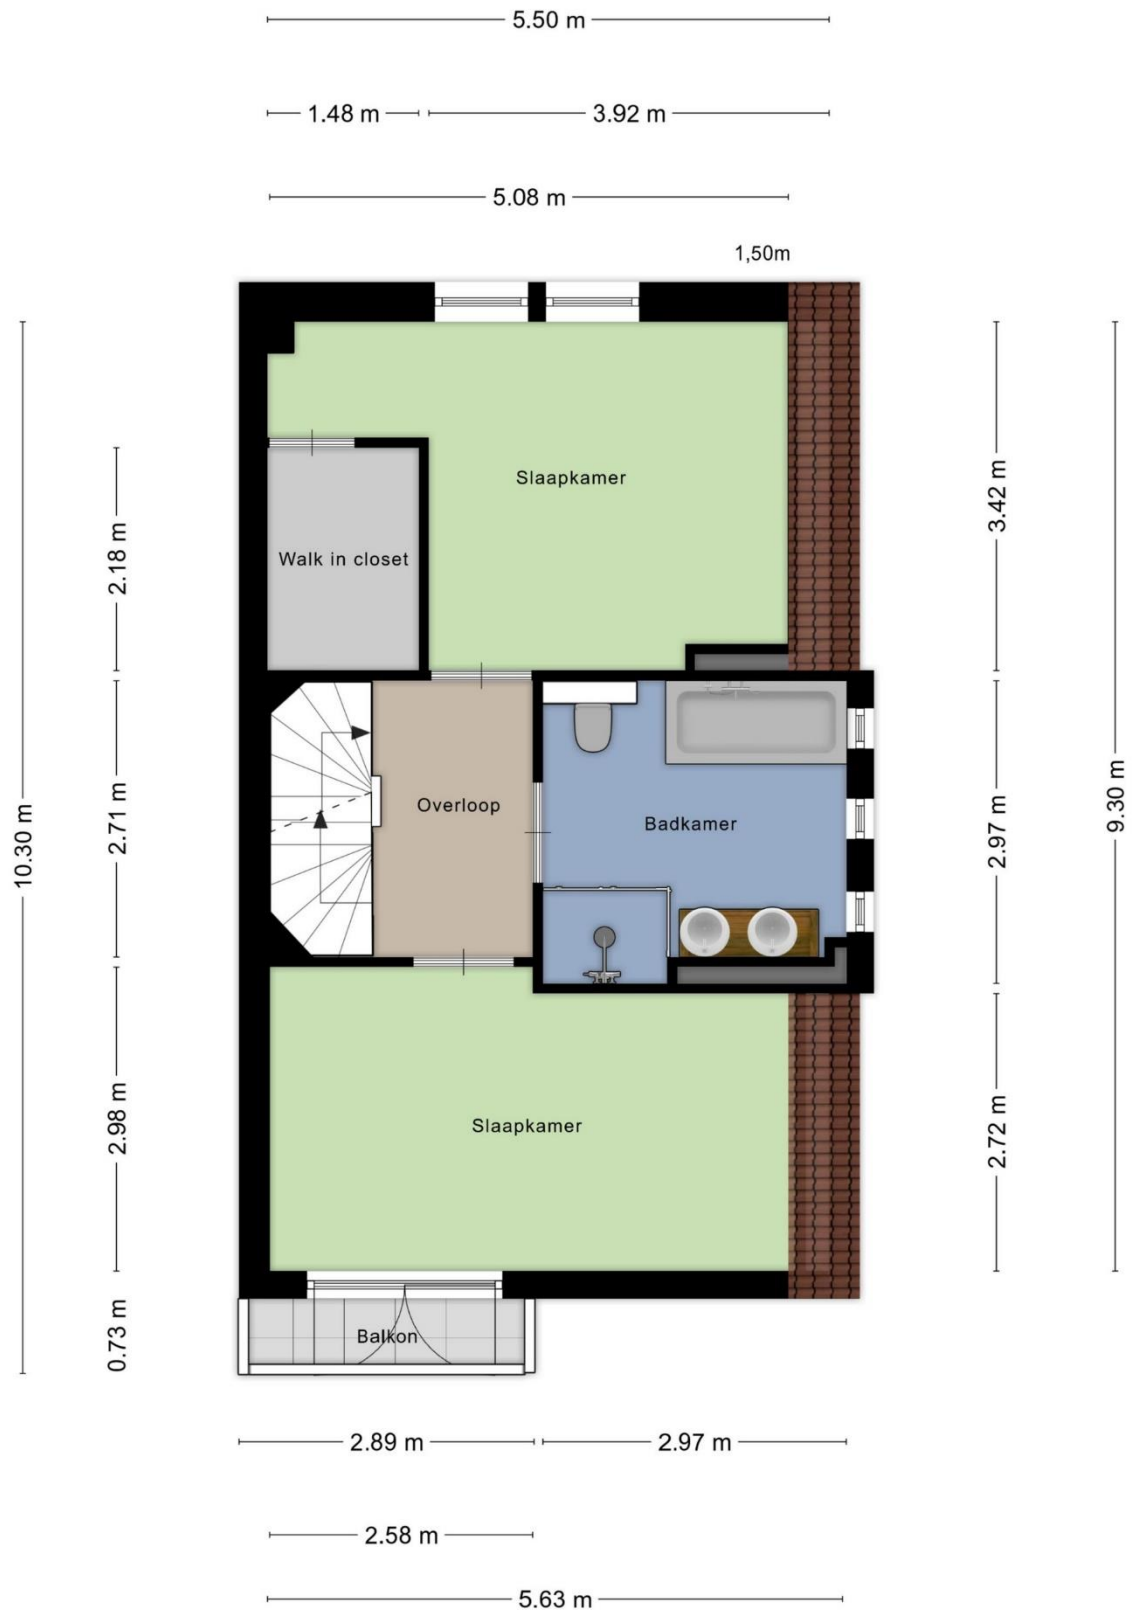 5.50 m
1.48 m
3.92 m
5.08 m
1,50m
Slaapkamer
3.42 m
2.18 m
Walk in closet
10.30 m
2.71 m
Overloop
Badkamer
2.97 m
9.30 m
2.98 m
Slaapkamer
2.72 m
0.73 m
Balkon
2.89 m
2.97 m
2.58 m
5.63 m